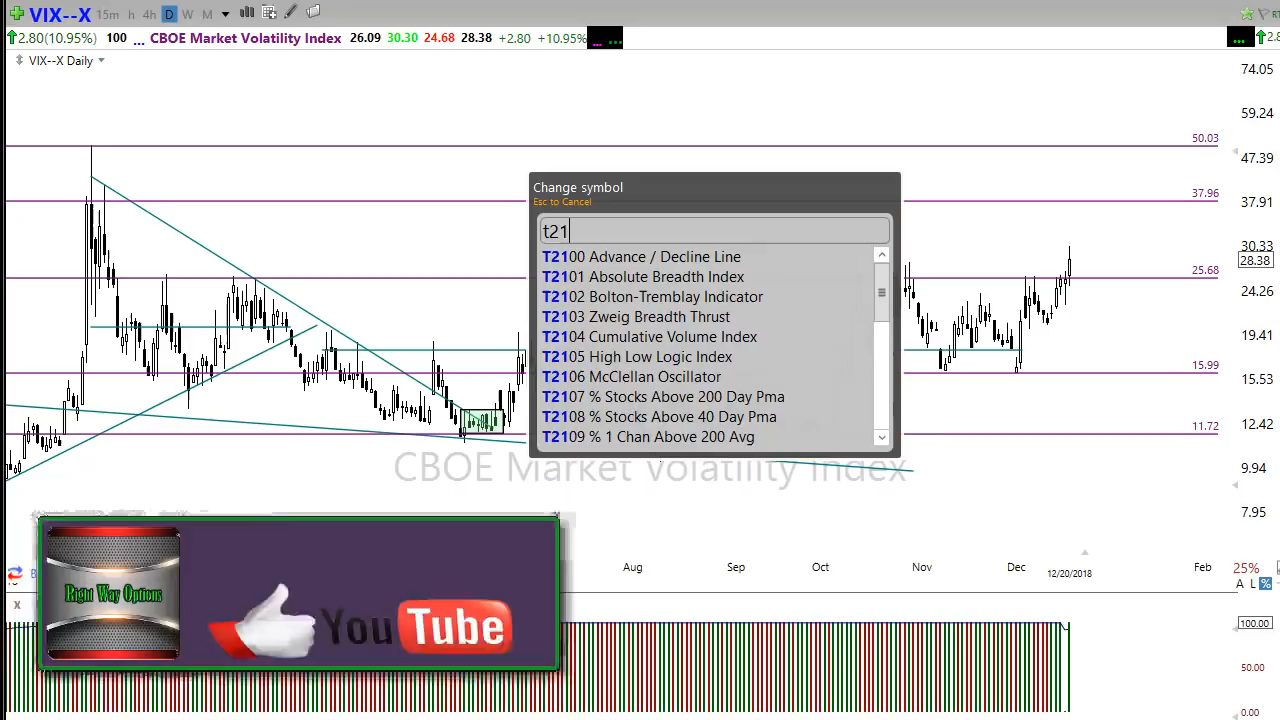 VIX--X 15m h 4h D W M
2.80(10.95%) 100 ... CBOE Market Volatility Index 26.09 30.30 24.68 28.38 +2.80 +10.95% ... ... ...
VIX--X Daily
74.05
59.24
50.03
47.39
Change symbol
Esc to Cancel
37.96
37.91
t21
30.33
T2100 Advance / Decline Line
28.38
T2101 Absolute Breadth Index
25.68
T2102 Bolton-Tremblay Indicator
24.26
T2103 Zweig Breadth Thrust
T2104 Cumulative Volume Index
19.41
T2105 High Low Logic Index
15.99
T2106 McClellan Oscillator
15.53
T2107 % Stocks Above 200 Day Pma
T2108 % Stocks Above 40 Day Pma
12.42
T2109 % 1 Chan Above 200 Avg
11.72
CBOE Market Volatility Index
9.94
7.95
Aug Sep Oct Nov Dec 12/20/2018 Feb 25%
A L %
x
Right Way Options
YouTube
100.00
50.00
0.00